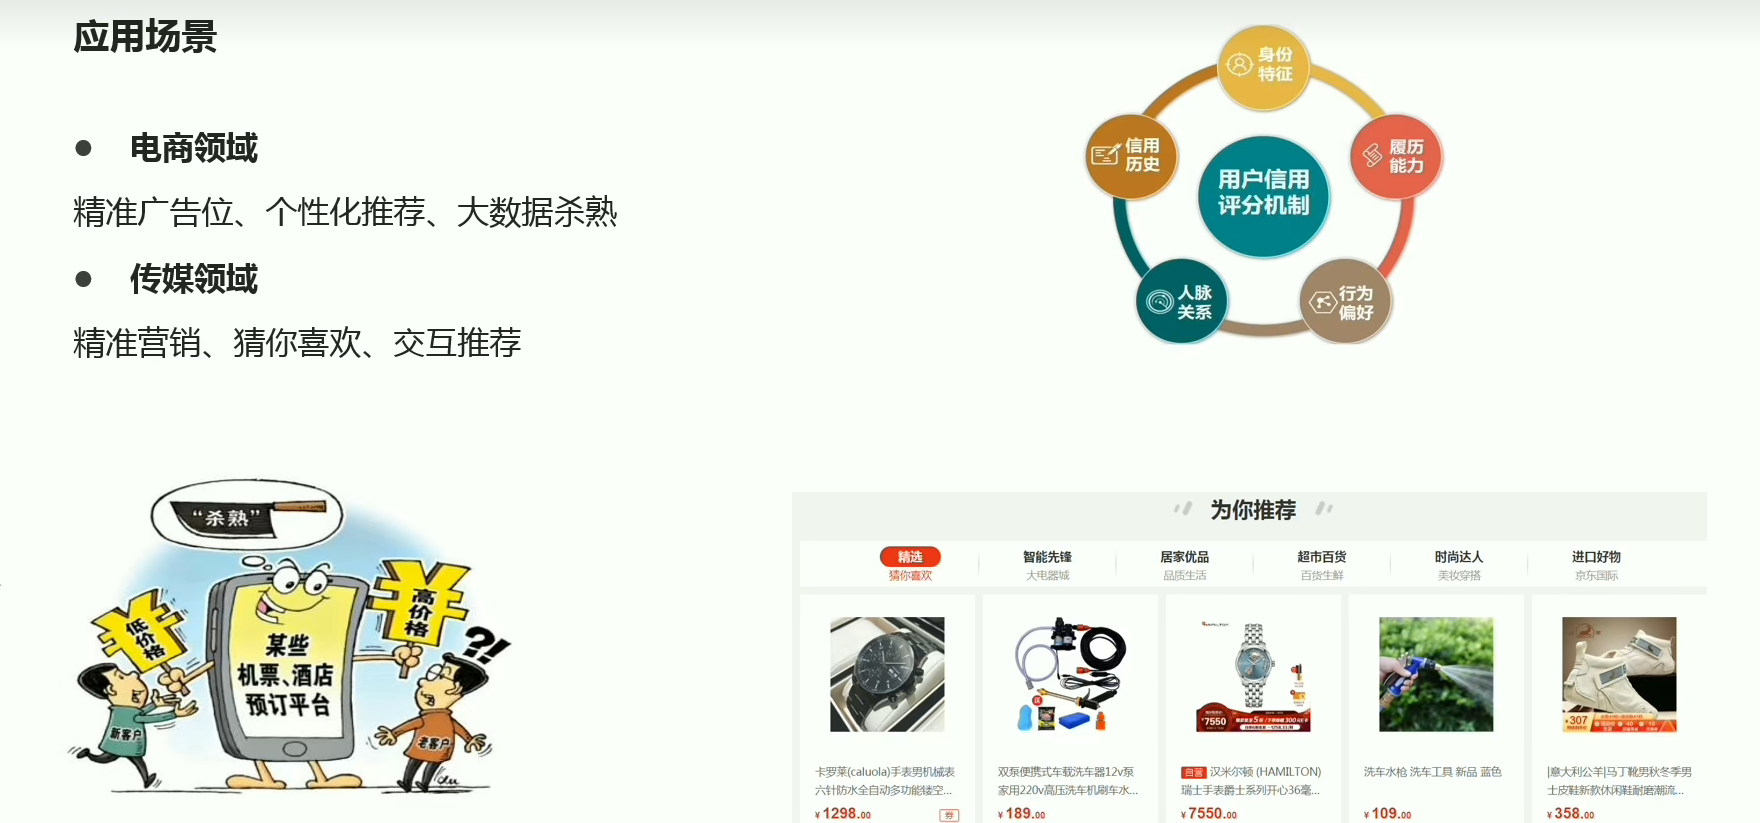 应用场景
● 电商领域
精准广告位、个性化推荐、大数据杀熟
● 传媒领域
精准营销、猜你喜欢、交互推荐
身份
特征
信用
历史
履历
能力
用户信用
评分机制
人脉
关系
行为
偏好
“杀熟”
低价格
高价格
?!
某些
机票、酒店
预订平台
新客户
老客户
为你推荐
精选
猜你喜欢
智能先锋
大电器城
居家优品
品质生活
超市百货
百货生鲜
时尚达人
美妆穿搭
进口好物
京东国际
HAMILTON
¥7550
307
卡罗莱(caluola)手表男机械表
六针防水全自动多功能镂空...
¥1298.00
券
双泵便携式车载洗车器12v泵
家用220v高压洗车机刷车水...
¥189.00
自营 汉米尔顿 (HAMILTON)
瑞士手表爵士系列开心36毫...
¥7550.00
洗车水枪 洗车工具 新品 蓝色
¥109.00
|意大利公羊|马丁靴男秋冬季男
士皮鞋新款休闲鞋耐磨潮流...
¥358.00